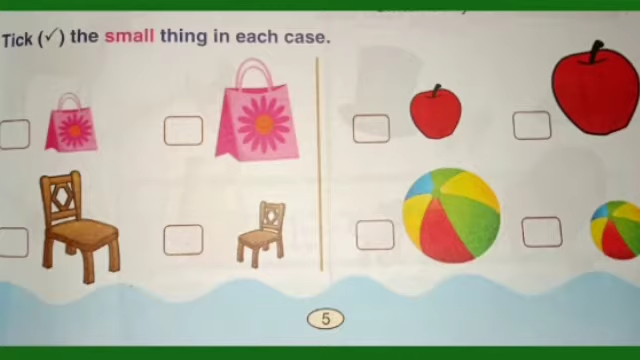 Tick (✓) the small thing in each case.
5